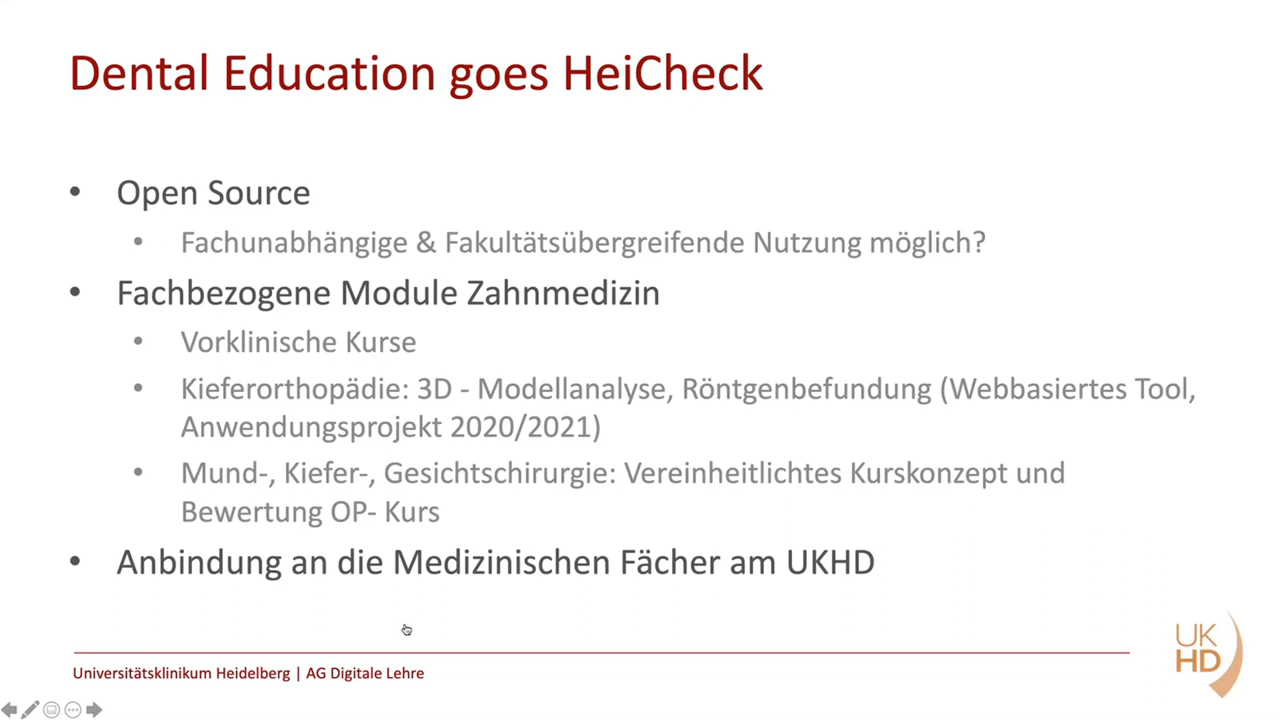 Dental Education goes HeiCheck
• Open Source
• Fachunabhängige & Fakultätsübergreifende Nutzung möglich?
• Fachbezogene Module Zahnmedizin
• Vorklinische Kurse
• Kieferorthopädie: 3D - Modellanalyse, Röntgenbefundung (Webbasiertes Tool,
Anwendungsprojekt 2020/2021)
• Mund-, Kiefer-, Gesichtschirurgie: Vereinheitlichtes Kurskonzept und
Bewertung OP- Kurs
• Anbindung an die Medizinischen Fächer am UKHD
Universitätsklinikum Heidelberg | AG Digitale Lehre
UK
HD